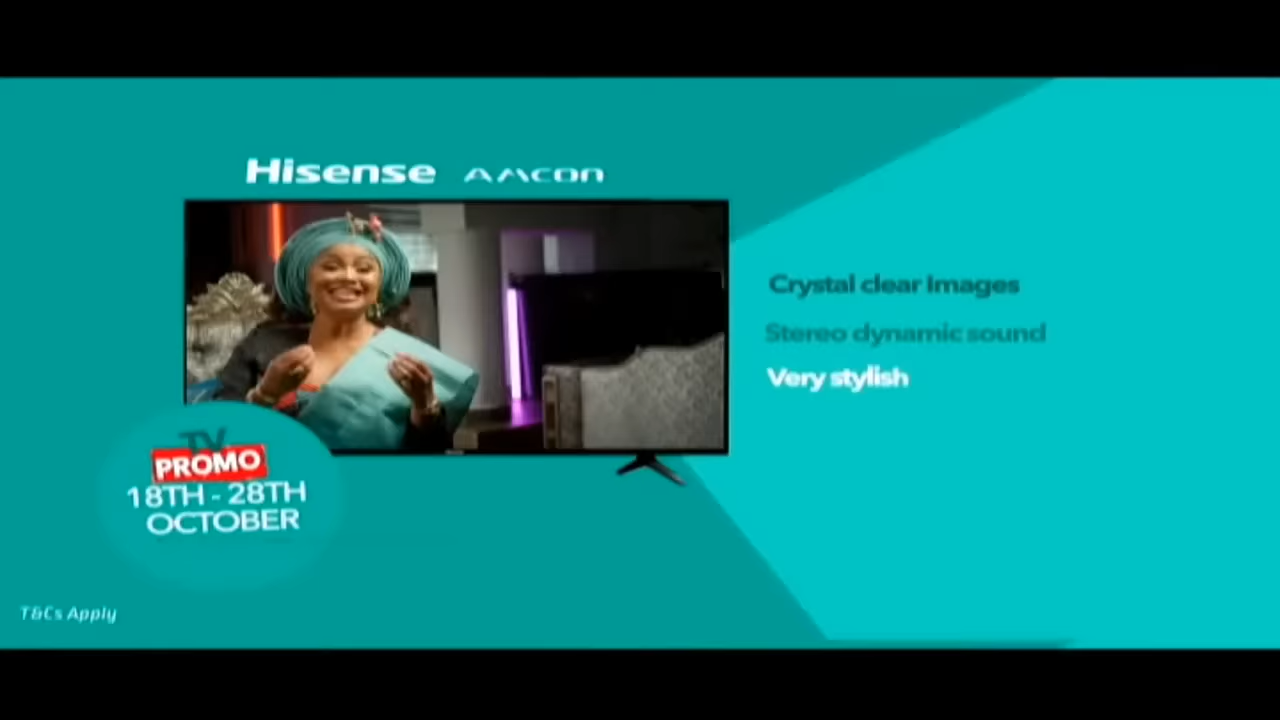 Hisense AMCON
Crystal clear Images
Stereo dynamic sound
Very stylish
TV
PROMO
18TH - 28TH
OCTOBER
T&Cs Apply